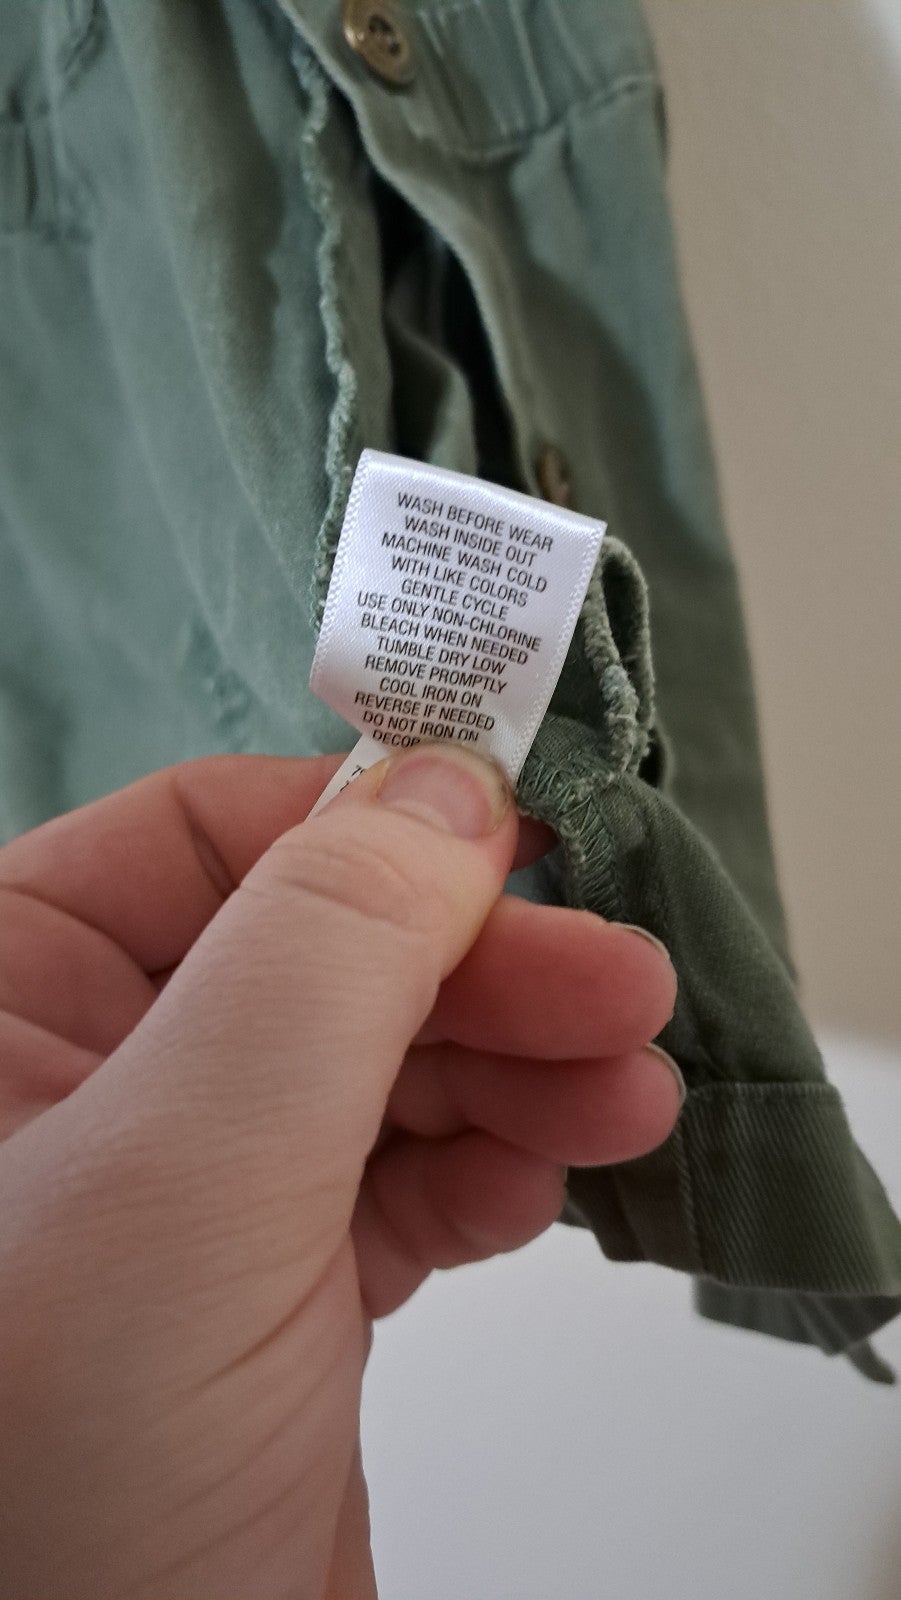 WASH BEFORE WEAR
WASH INSIDE OUT
MACHINE WASH COLD
WITH LIKE COLORS
GENTLE CYCLE
USE ONLY NON-CHLORINE
BLEACH WHEN NEEDED
TUMBLE DRY LOW
REMOVE PROMPTLY
COOL IRON ON
REVERSE IF NEEDED
DO NOT IRON ON